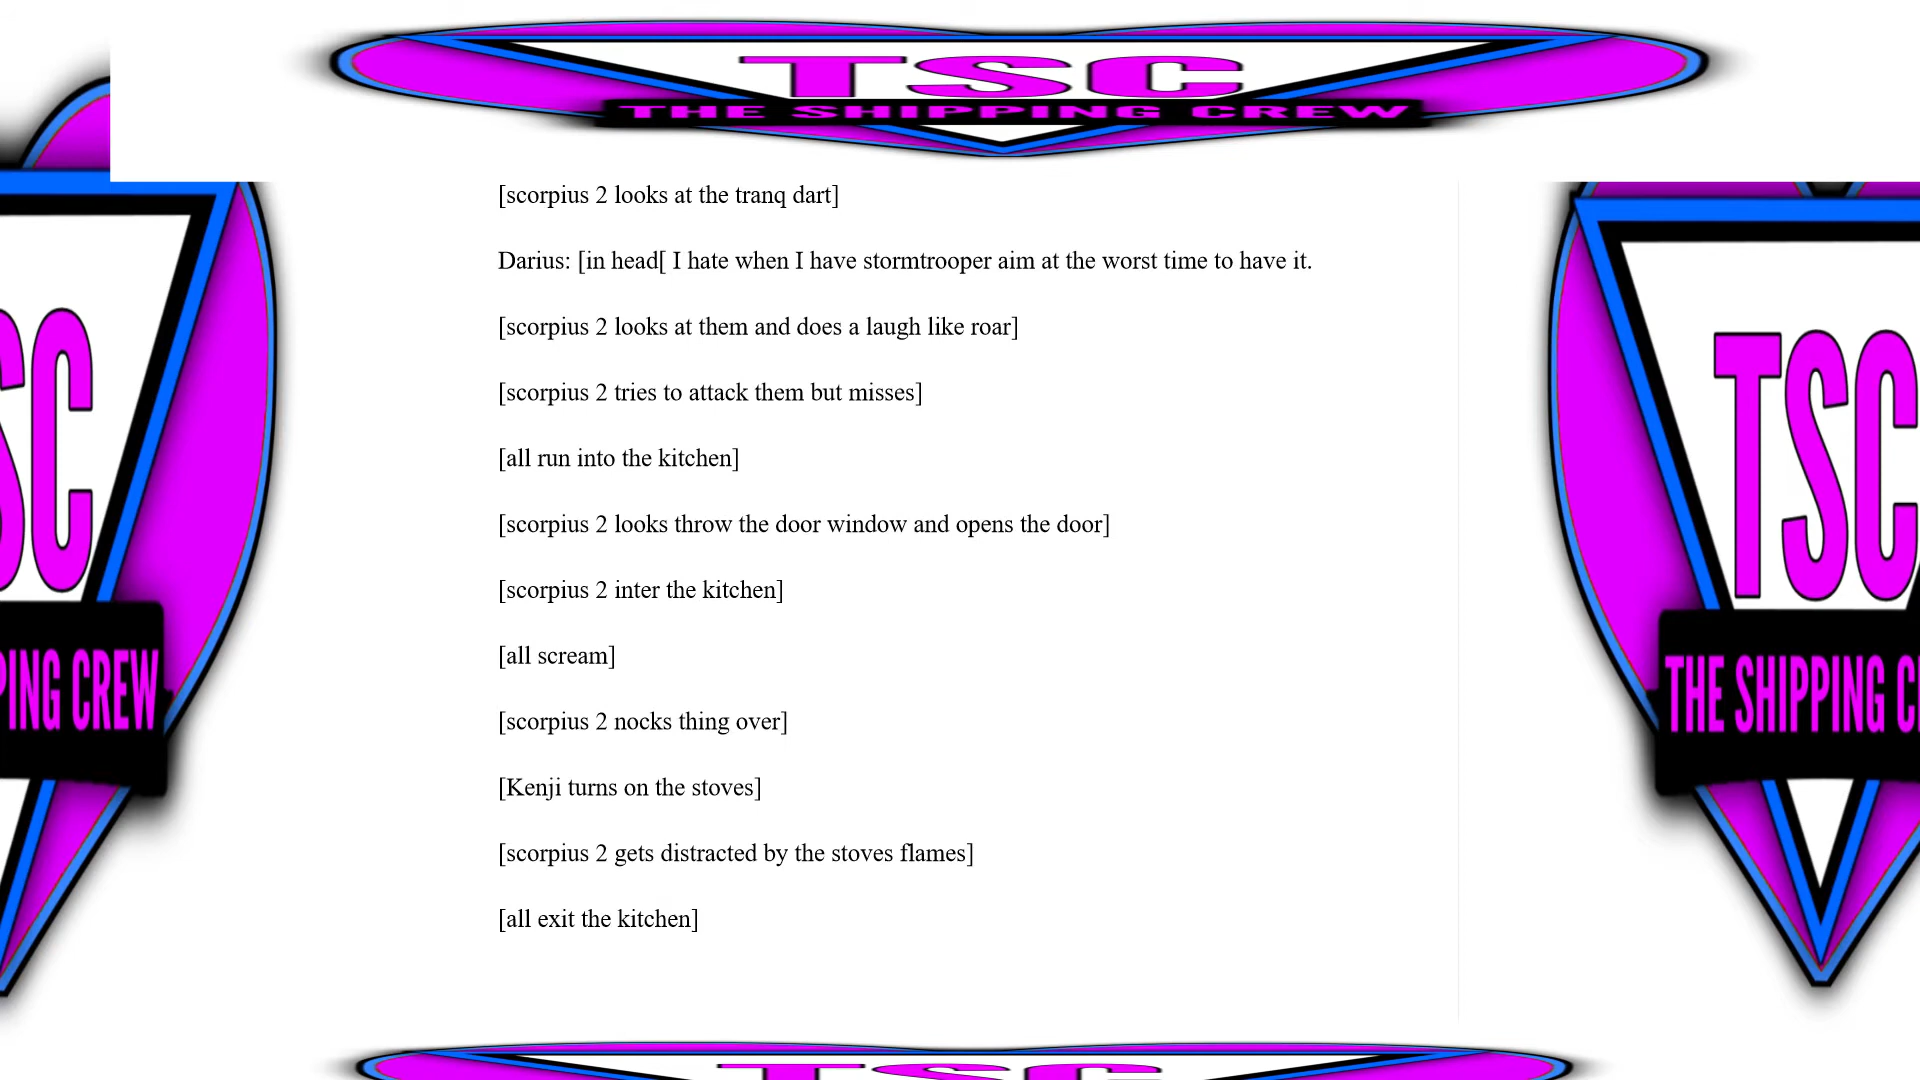 TSC
THE SHIPPING CREW
[scorpius 2 looks at the tranq dart]
Darius: [in head[ I hate when I have stormtrooper aim at the worst time to have it.
[scorpius 2 looks at them and does a laugh like roar]
[scorpius 2 tries to attack them but misses]
[all run into the kitchen]
[scorpius 2 looks throw the door window and opens the door]
[scorpius 2 inter the kitchen]
[all scream]
[scorpius 2 nocks thing over]
[Kenji turns on the stoves]
[scorpius 2 gets distracted by the stoves flames]
[all exit the kitchen]
SC
PING CREW
TSC
THE SHIPPING C
TSC